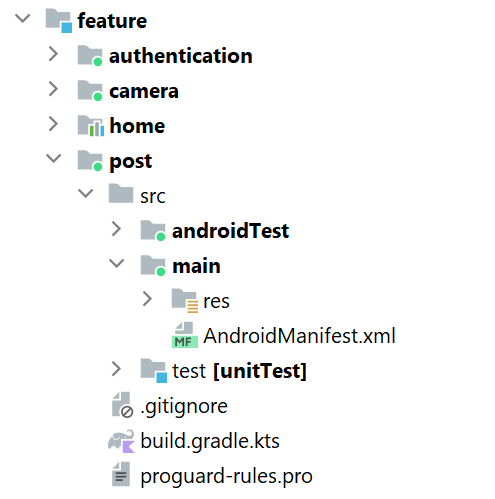 feature
authentication
camera
home
post
src
androidTest
main
res
MF AndroidManifest.xml
test [unitTest]
.gitignore
build.gradle.kts
proguard-rules.pro